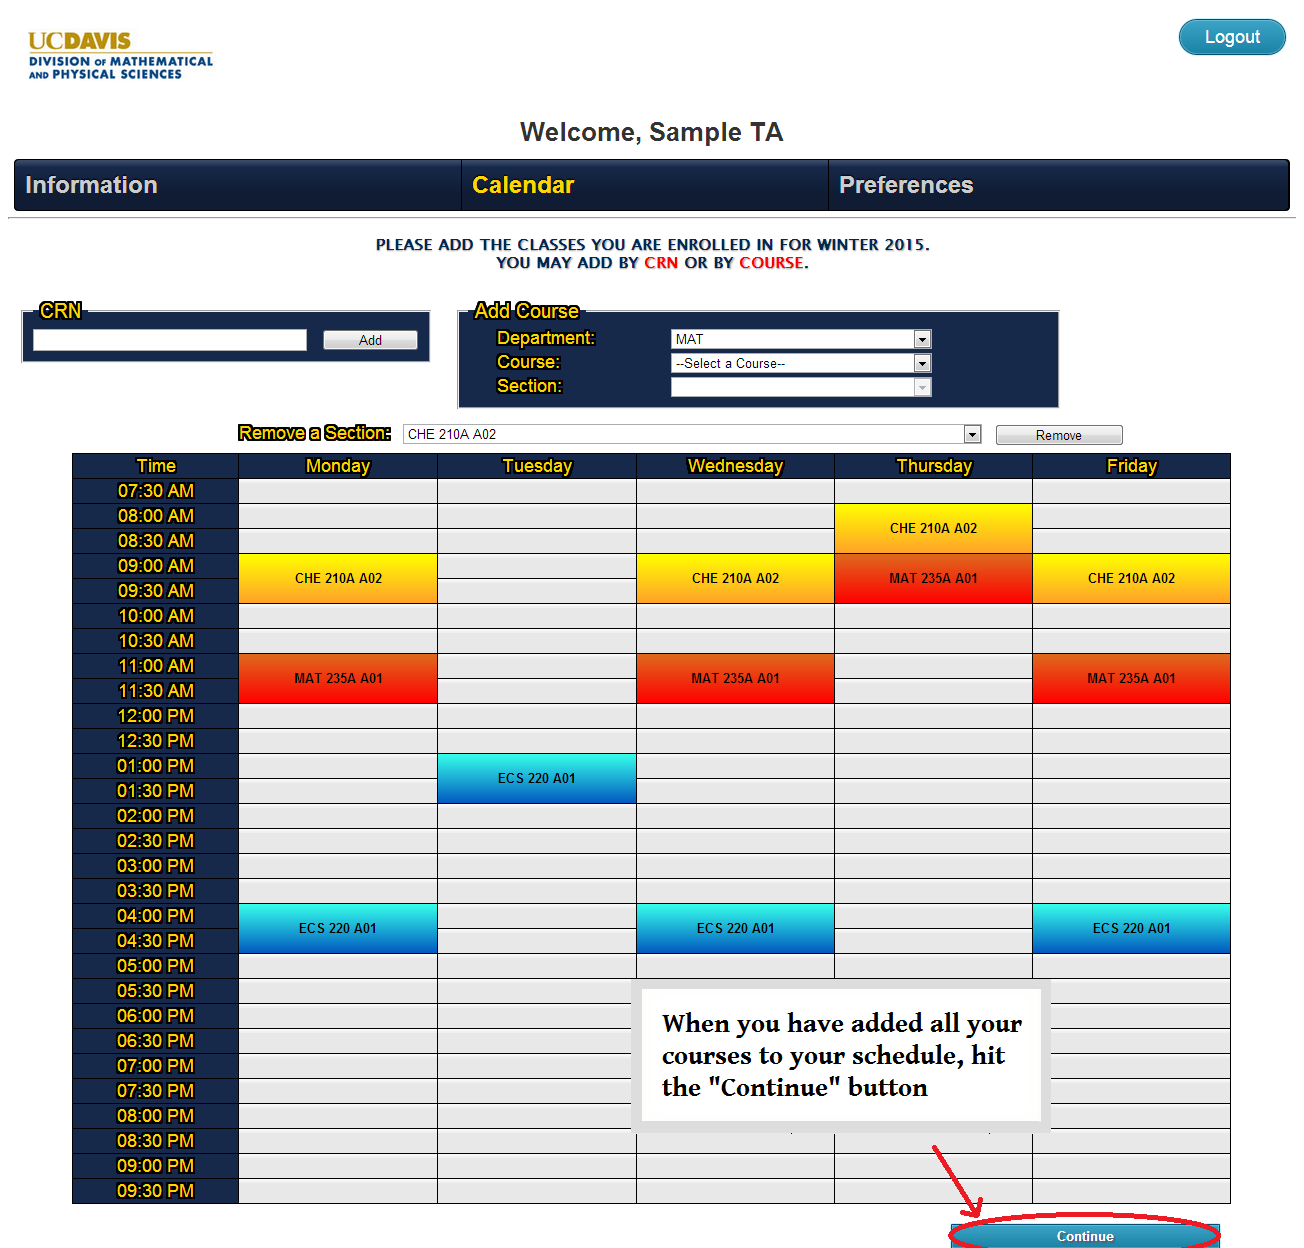 UCDAVIS
DIVISION OF MATHEMATICAL
AND PHYSICAL SCIENCES
Logout
Welcome, Sample TA
Information Calendar Preferences
PLEASE ADD THE CLASSES YOU ARE ENROLLED IN FOR WINTER 2015.
YOU MAY ADD BY CRN OR BY COURSE.
CRN
Add
Add Course
Department: MAT
Course: --Select a Course--
Section:
Remove a Section: CHE 210A A02 Remove
Time Monday Tuesday Wednesday Thursday Friday
07:30 AM
08:00 AM
CHE 210A A02
08:30 AM
09:00 AM
CHE 210A A02 CHE 210A A02 MAT 235A A01 CHE 210A A02
09:30 AM
10:00 AM
10:30 AM
11:00 AM
MAT 235A A01 MAT 235A A01 MAT 235A A01
11:30 AM
12:00 PM
12:30 PM
01:00 PM
ECS 220 A01
01:30 PM
02:00 PM
02:30 PM
03:00 PM
03:30 PM
04:00 PM
ECS 220 A01 ECS 220 A01 ECS 220 A01
04:30 PM
05:00 PM
05:30 PM
06:00 PM
06:30 PM
07:00 PM
07:30 PM
08:00 PM
08:30 PM
09:00 PM
09:30 PM
When you have added all your
courses to your schedule, hit
the "Continue" button
Continue